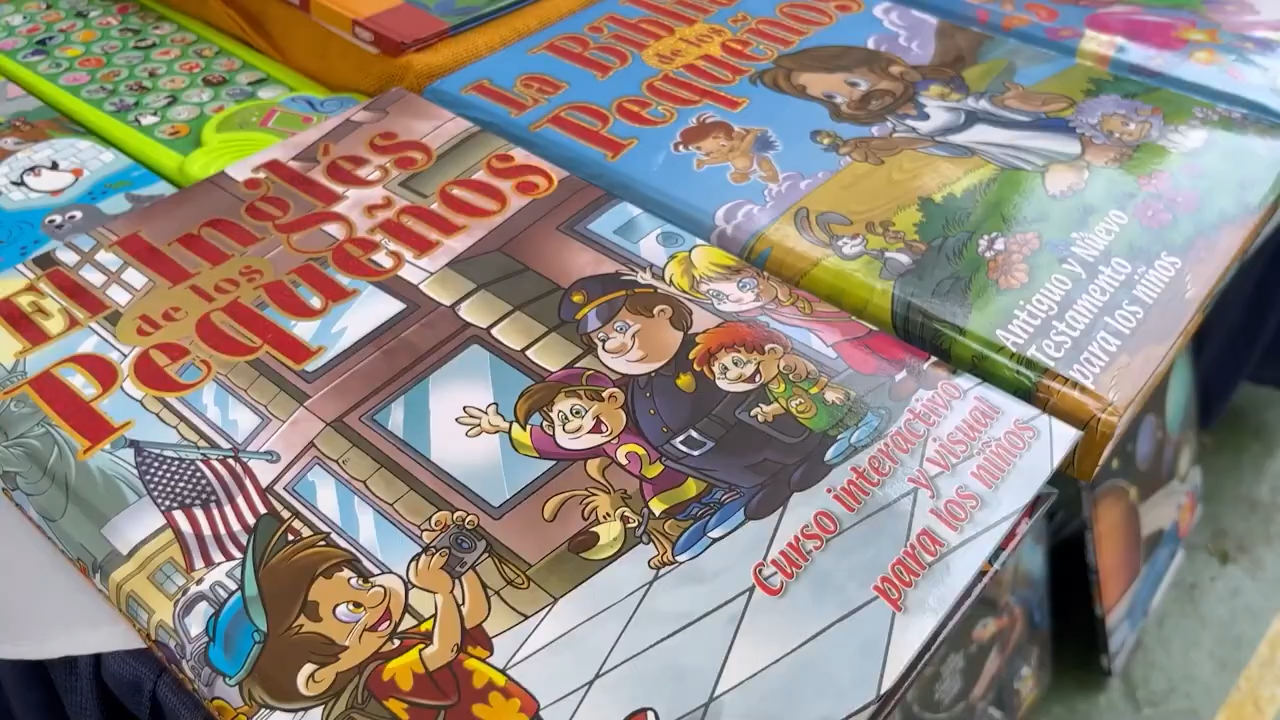 El Inglés
de los
Pequeños
Curso interactivo
y visual
para los niños
La Biblia
de los
Pequeños
Antiguo y Nuevo
Testamento
para los niños
2